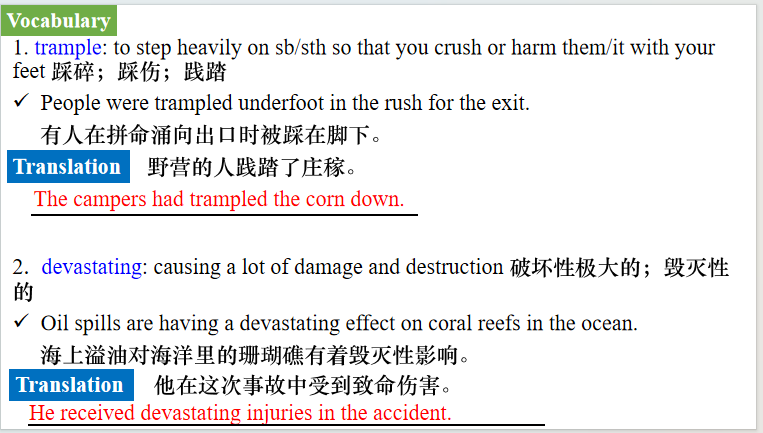 Vocabulary
1. trample: to step heavily on sb/sth so that you crush or harm them/it with your
feet 踩碎；踩伤；践踏
✓ People were trampled underfoot in the rush for the exit.
有人在拼命涌向出口时被踩在脚下。
Translation 野营的人践踏了庄稼。
The campers had trampled the corn down.
2. devastating: causing a lot of damage and destruction 破坏性极大的；毁灭性
的
✓ Oil spills are having a devastating effect on coral reefs in the ocean.
海上溢油对海洋里的珊瑚礁有着毁灭性影响。
Translation 他在这次事故中受到致命伤害。
He received devastating injuries in the accident.